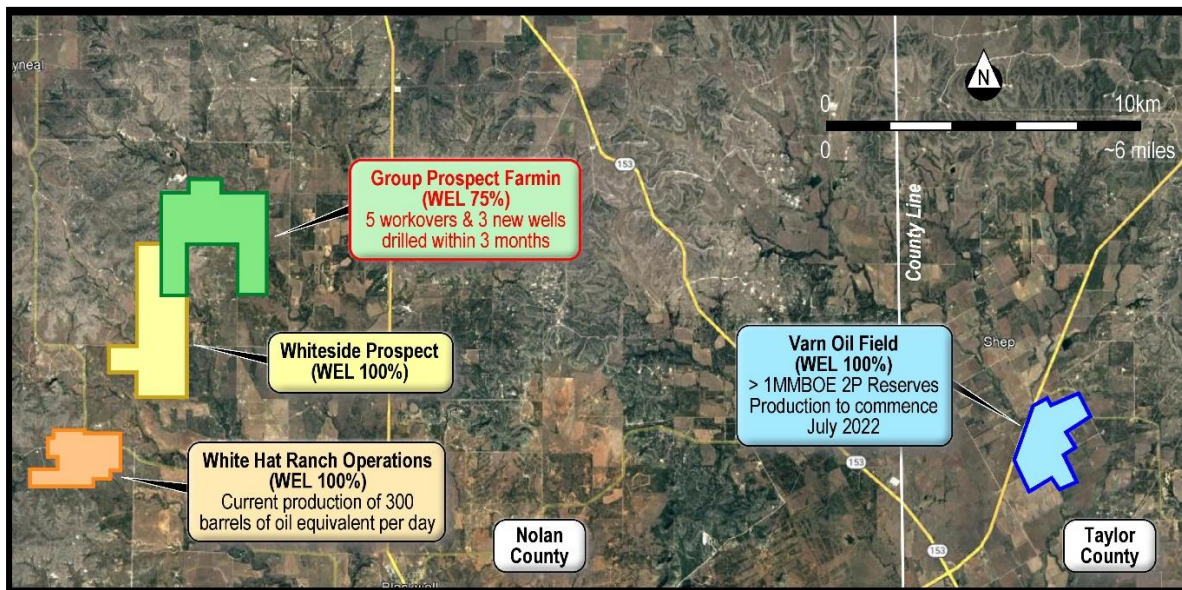 yneal
0
10km
0
~6 miles
N
153
Group Prospect Farmin
(WEL 75%)
5 workovers & 3 new wells
drilled within 3 months
County Line
Whiteside Prospect
(WEL 100%)
Varn Oil Field
(WEL 100%)
> 1MMBOE 2P Reserves
Production to commence
July 2022
Shep
White Hat Ranch Operations
(WEL 100%)
Current production of 300
barrels of oil equivalent per day
153
Nolan
County
153
Taylor
County